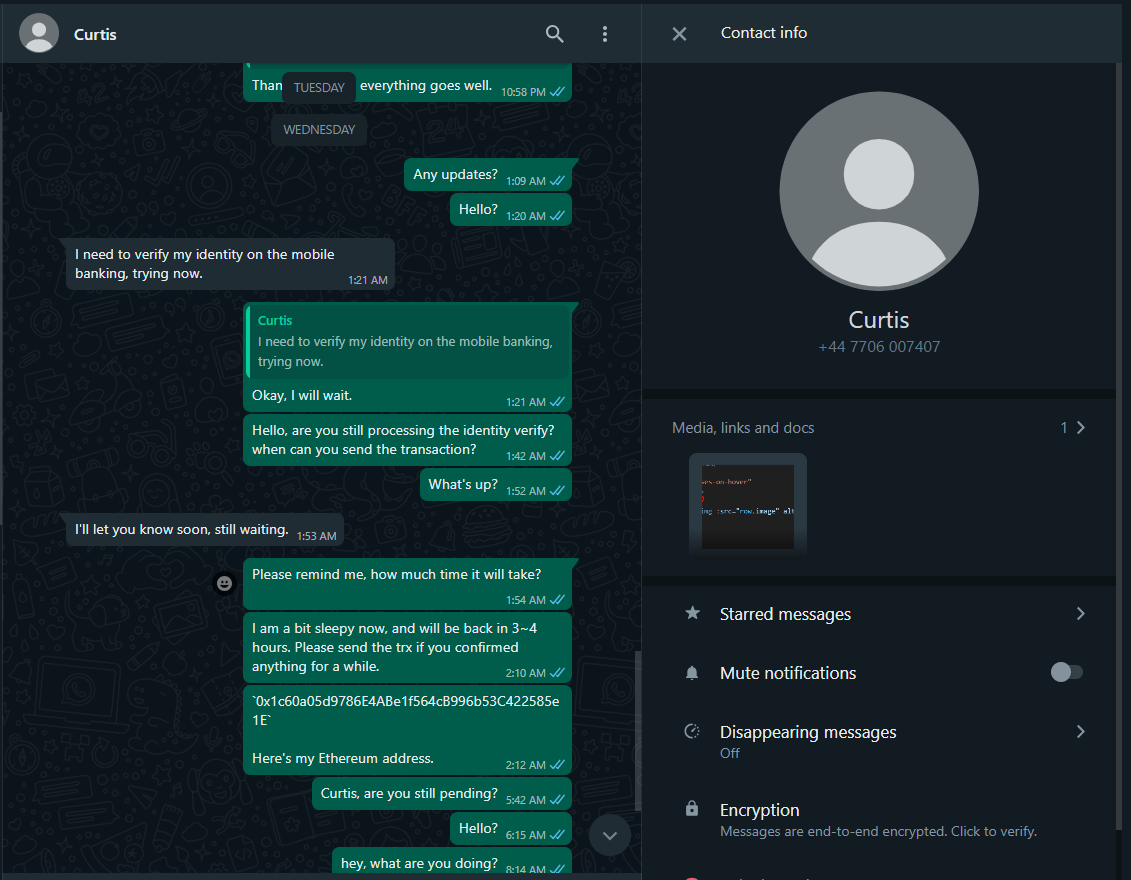 Curtis
Than
TUESDAY
everything goes well.
10:58 PM
WEDNESDAY
Any updates?
1:09 AM
Hello?
1:20 AM
I need to verify my identity on the mobile
banking, trying now.
1:21 AM
Curtis
I need to verify my identity on the mobile banking,
trying now.
Okay, I will wait.
1:21 AM
Hello, are you still processing the identity verify?
when can you send the transaction?
1:42 AM
What's up?
1:52 AM
I'll let you know soon, still waiting.
1:53 AM
Please remind me, how much time it will take?
1:54 AM
I am a bit sleepy now, and will be back in 3~4
hours. Please send the trx if you confirmed
anything for a while.
2:10 AM
`0x1c60a05d9786E4ABe1f564cB996b53C422585e
1E`
Here's my Ethereum address.
2:12 AM
Curtis, are you still pending?
5:42 AM
Hello?
6:15 AM
hey, what are you doing?
8:14 AM
Contact info
Curtis
+44 7706 007407
Media, links and docs
1
es-on-hover"
img :src="row.image" alt
Starred messages
Mute notifications
Disappearing messages
Off
Encryption
Messages are end-to-end encrypted. Click to verify.